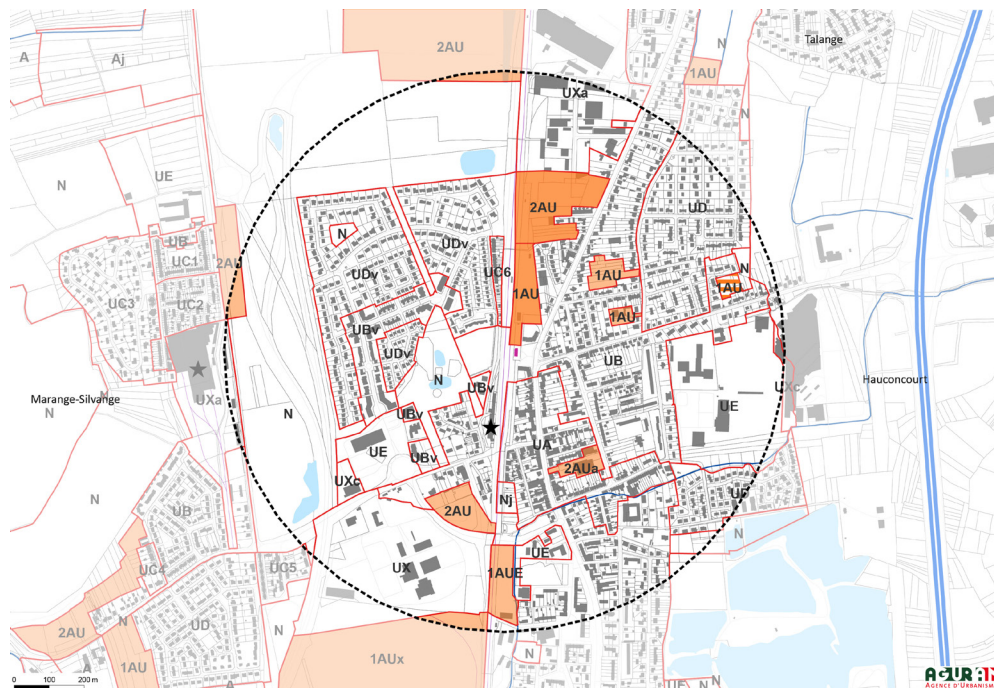 N
Talange
A
Aj
2AU
1AU
UXa
N
UE
N
2AU
UD
N
UDv
UB
UC1
2AU
UDv
UC6
1AU
N
1AU
1AU
UC3
UC2
UBv
1AU
UDv
UB
N
UBv
Hauconcourt
Marange-Silvange
UXa
UXc
N
UBv
UE
UA
UE
UBv
2AUa
UXc
UD
N
Nj
2AU
UB
N
UE
UX
UC4
UC5
1AUE
UD
2AU
N
N
1AU
A
1AUx
N
UE
N
0 100 200 m
AGURAM
AGENCE D'URBANISME